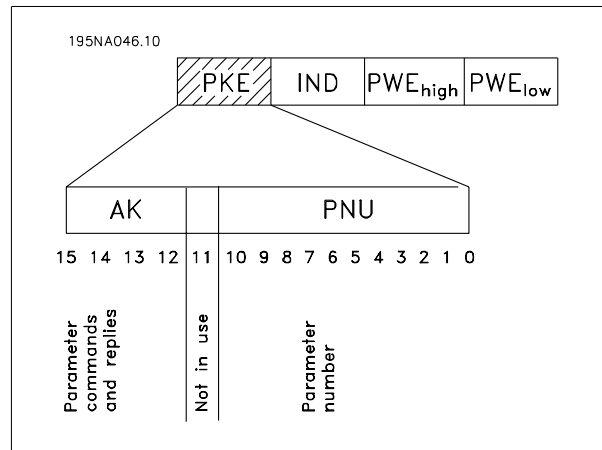 195NA046.10
PKE IND PWEhigh PWElow
AK PNU
15 14 13 12 11 10 9 8 7 6 5 4 3 2 1 0
Parameter
commands
and replies
Not in use
Parameter
number